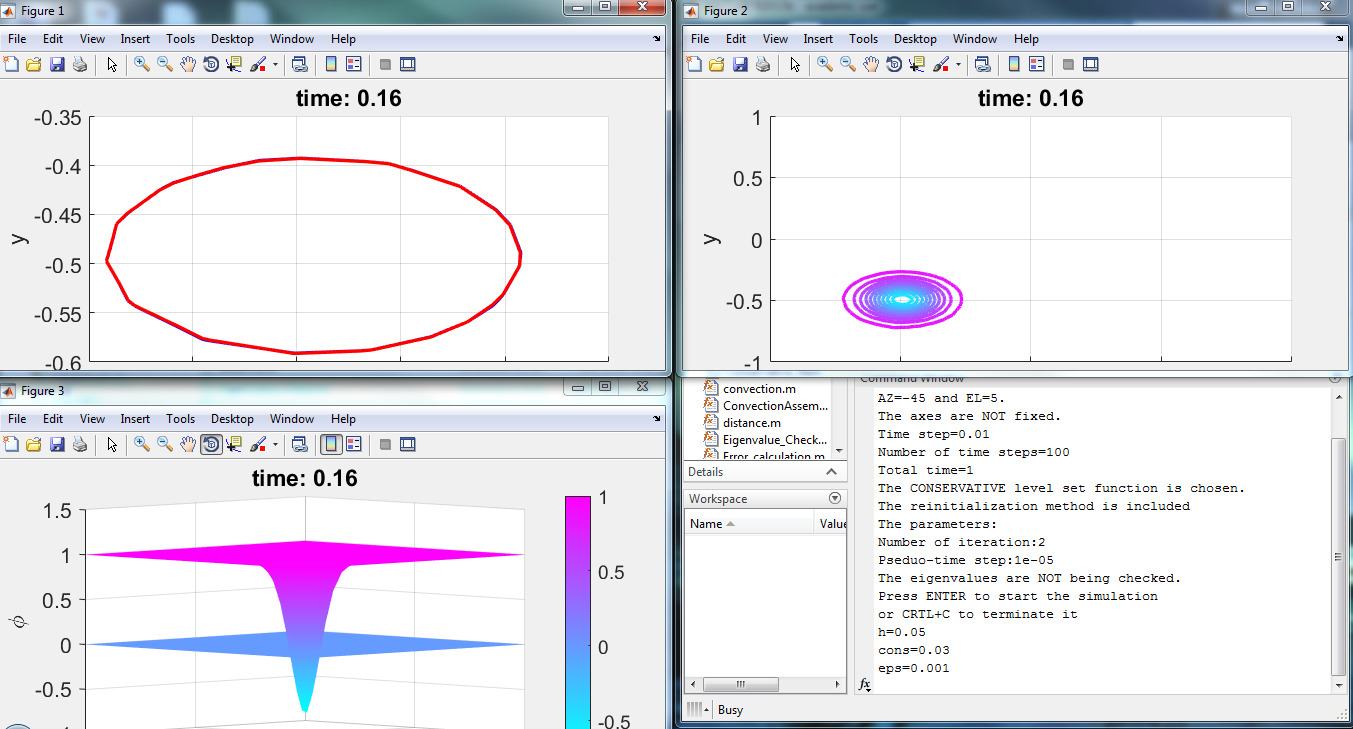 Figure 1
File Edit View Insert Tools Desktop Window Help
time: 0.16
-0.35
-0.4
-0.45
-0.5
-0.55
-0.6
y
Figure 2
File Edit View Insert Tools Desktop Window Help
time: 0.16
1
0.5
0
-0.5
-1
y
Figure 3
File Edit View Insert Tools Desktop Window Help
time: 0.16
1.5
1
0.5
0
-0.5
ϕ
1
0.5
0
-0.5
convection.m
ConvectionAssem...
distance.m
Eigenvalue_Check...
Error_calculation.m
Details
Workspace
Name Value
Command Window
AZ=-45 and EL=5.
The axes are NOT fixed.
Time step=0.01
Number of time steps=100
Total time=1
The CONSERVATIVE level set function is chosen.
The reinitialization method is included
The parameters:
Number of iteration:2
Pseduo-time step:1e-05
The eigenvalues are NOT being checked.
Press ENTER to start the simulation
or CRTL+C to terminate it
h=0.05
cons=0.03
eps=0.001
fx
Busy